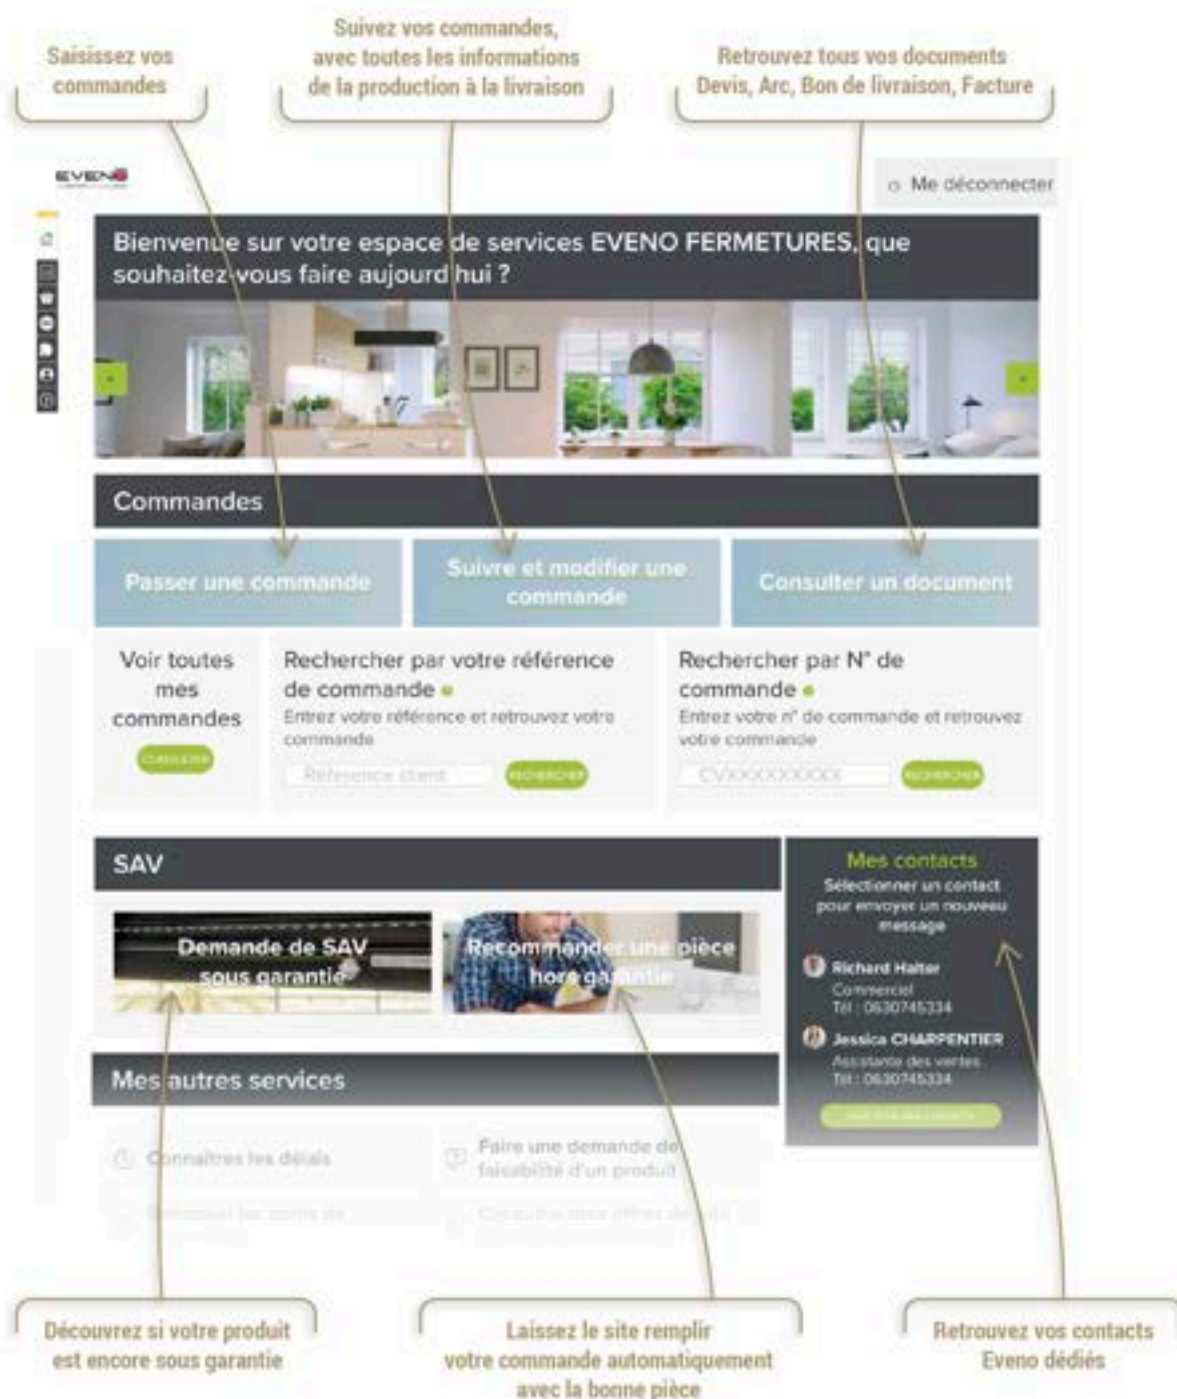 Saisissez vos
commandes
Suivez vos commandes,
avec toutes les informations
de la production à la livraison
Retrouvez tous vos documents
Devis, Arc, Bon de livraison, Facture
EVENO
Me déconnecter
Bienvenue sur votre espace de services EVENO FERMETURES, que
souhaitez-vous faire aujourd'hui ?
Commandes
Passer une commande
Suivre et modifier une
commande
Consulter un document
Voir toutes
mes
commandes
CONSULTER
Rechercher par votre référence
de commande
Entrez votre référence et retrouvez votre
commande
Référence client
RECHERCHER
Rechercher par N° de
commande
Entrez votre n° de commande et retrouvez
votre commande
CVXXXXXXXXX
RECHERCHER
SAV
Demande de SAV
sous garantie
Recommander une pièce
hors garantie
Mes contacts
Sélectionner un contact
pour envoyer un nouveau
message
Richard Halter
Commercial
Tél : 0630745334
Jessica CHARPENTIER
Assistante des ventes
Tél : 0630745334
Mes autres services
Connaîtres les délais
Faire une demande de
faisabilité d'un produit
Découvrez si votre produit
est encore sous garantie
Laissez le site remplir
votre commande automatiquement
avec la bonne pièce
Retrouvez vos contacts
Eveno dédiés